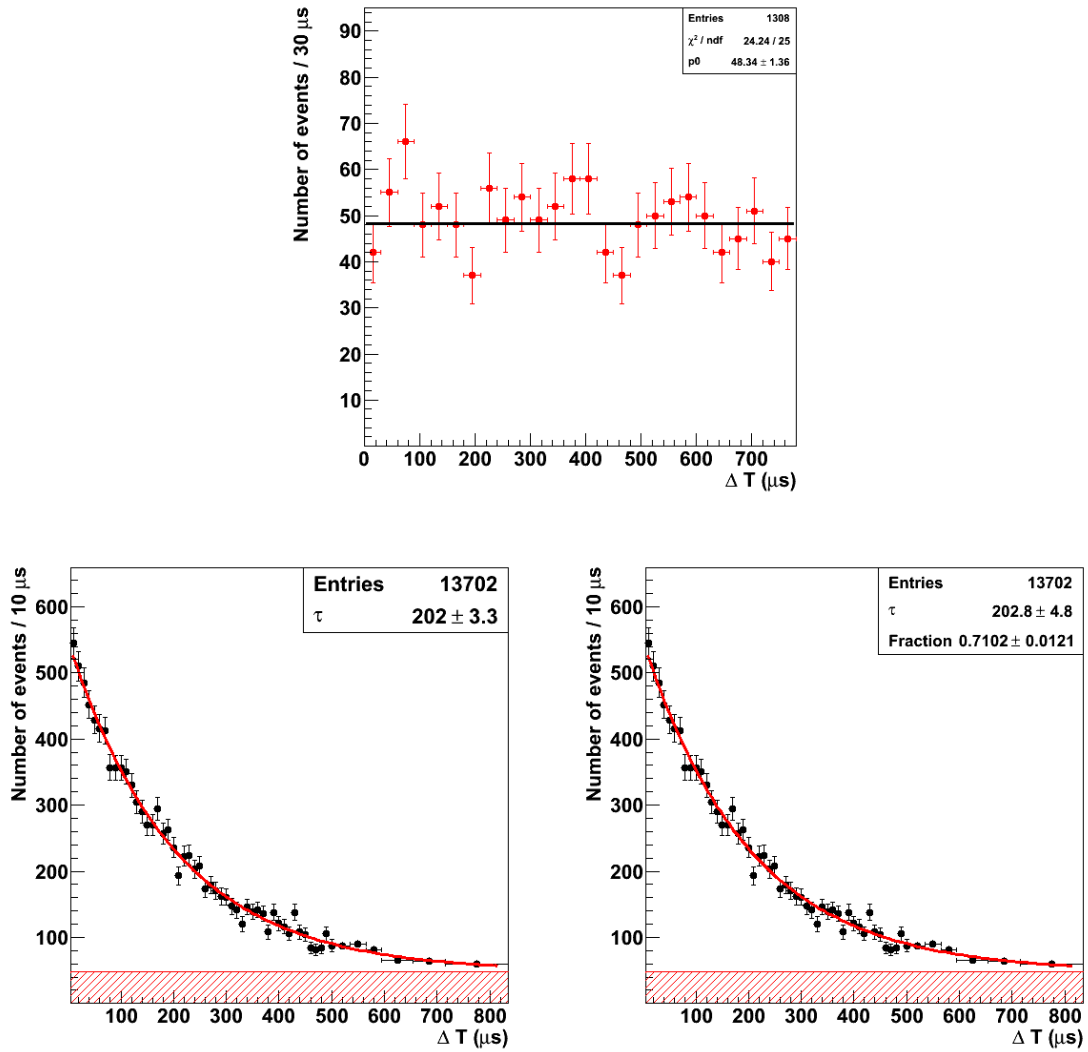 Number of events / 30 μs
Entries 1308
χ² / ndf 24.24 / 25
p0 48.34 ± 1.36
90
80
70
60
50
40
30
20
10
0 100 200 300 400 500 600 700
Δ T (μs)
Number of events / 10 μs
Entries 13702
τ 202 ± 3.3
600
500
400
300
200
100
100 200 300 400 500 600 700 800
Δ T (μs)
Number of events / 10 μs
Entries 13702
τ 202.8 ± 4.8
Fraction 0.7102 ± 0.0121
600
500
400
300
200
100
100 200 300 400 500 600 700 800
Δ T (μs)